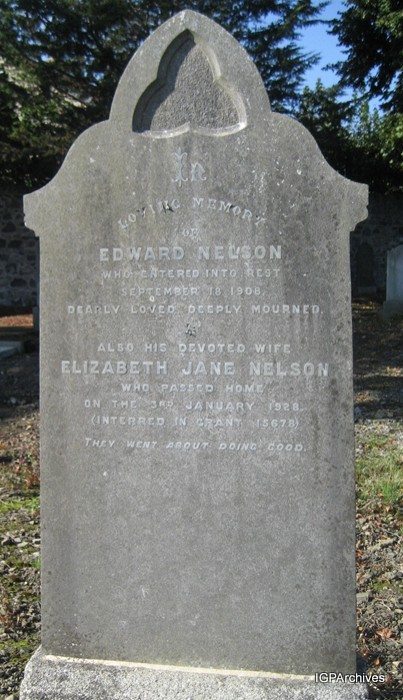 In
LOVING MEMORY
OF
EDWARD NELSON
WHO ENTERED INTO REST
SEPTEMBER 18, 1908.
DEARLY LOVED, DEEPLY MOURNED.
ALSO HIS DEVOTED WIFE
ELIZABETH JANE NELSON
WHO PASSED HOME
ON THE 3RD JANUARY 1928.
(INTERRED IN GRANT 15678)
THEY WENT ABOUT DOING GOOD.
IGPArchives